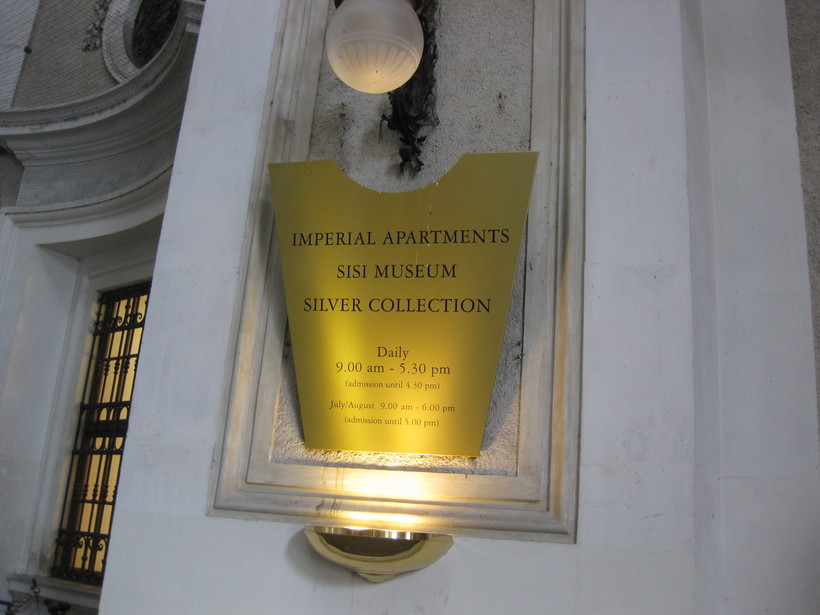 IMPERIAL APARTMENTS
SISI MUSEUM
SILVER COLLECTION
Daily
9.00 am - 5.30 pm
(admission until 4.30 pm)
July/August 9.00 am - 6.00 pm
(admission until 5.00 pm)